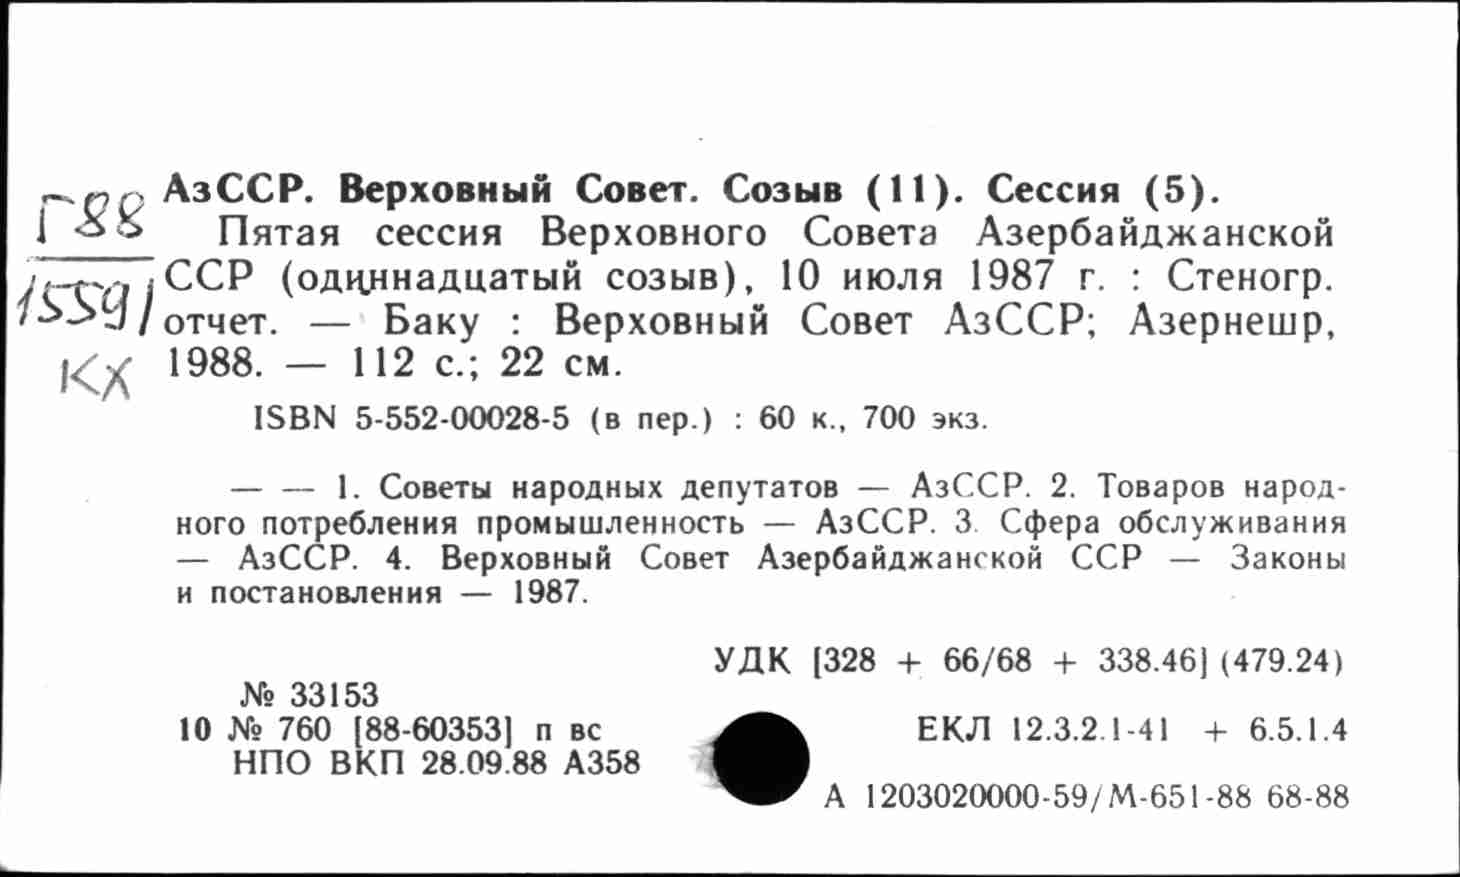 АзССР. Верховный Совет. Созыв (11). Сессия (5).
Г88
Пятая сессия Верховного Совета Азербайджанской
ССР (одиннадцатый созыв), 10 июля 1987 г. : Стеногр.
15591
отчет. — Баку : Верховный Совет АзССР; Азернешр,
КХ
1988. — 112 с.; 22 см.
ISBN 5-552-00028-5 (в пер.) : 60 к., 700 экз.
— — 1. Советы народных депутатов — АзССР. 2. Товаров народ-
ного потребления промышленность — АзССР. 3. Сфера обслуживания
— АзССР. 4. Верховный Совет Азербайджанской ССР — Законы
и постановления — 1987.
УДК [328 + 66/68 + 338.46] (479.24)
№ 33153
10 № 760 [88-60353] п вс
ЕКЛ 12.3.2.1-41 + 6.5.1.4
НПО ВКП 28.09.88 А358
А 1203020000-59/М-651-88 68-88